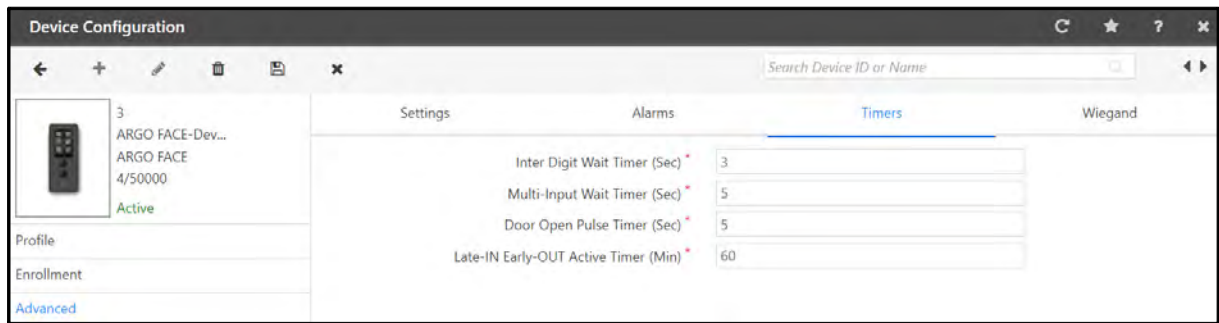 Device Configuration
?
Search Device ID or Name
3
ARGO FACE-Dev...
ARGO FACE
4/50000
Active
Profile
Enrollment
Advanced
Settings Alarms Timers Wiegand
Inter Digit Wait Timer (Sec) * 3
Multi-Input Wait Timer (Sec) * 5
Door Open Pulse Timer (Sec) * 5
Late-IN Early-OUT Active Timer (Min) * 60